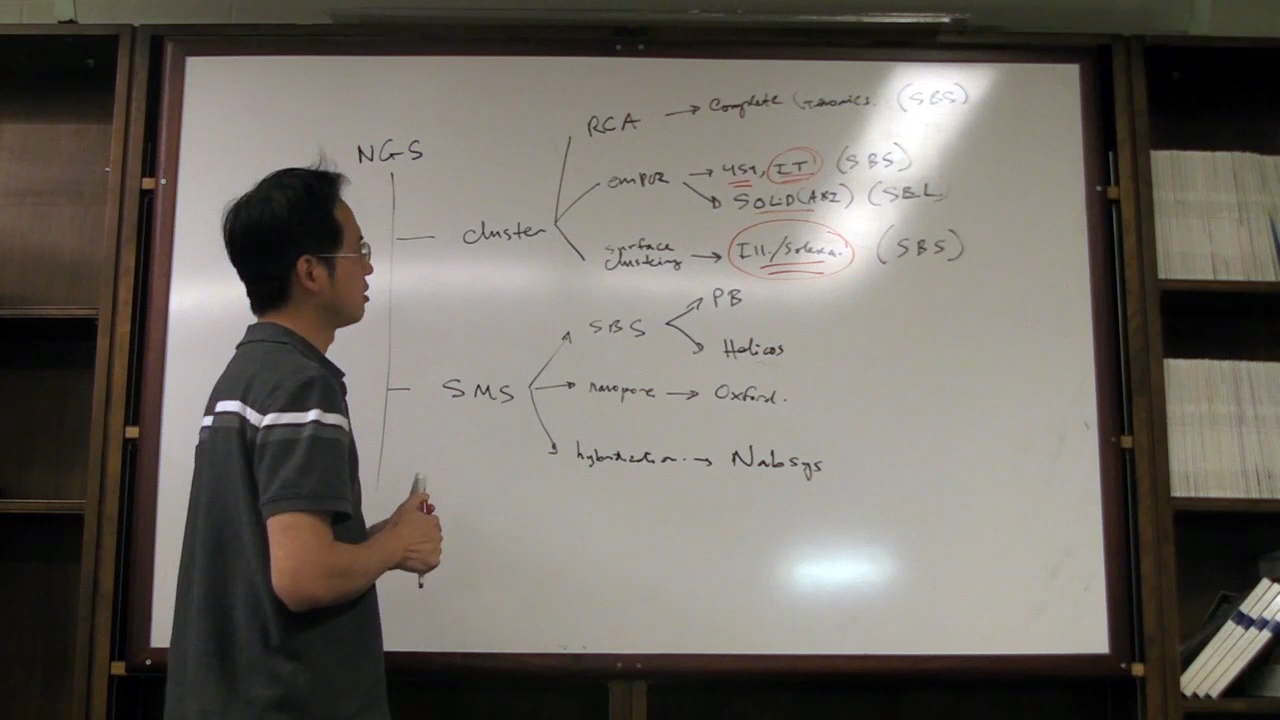 NGS
RCA → Complete Genomics. (SBS)
emPCR → 454, IT (SBS)
SOLiD(ABI) (SBL
cluster
surface clustering → Ill./Solexa. (SBS)
SBS
PB
Helicos
SMS
nanopore → Oxford.
hybridization → Nabsys